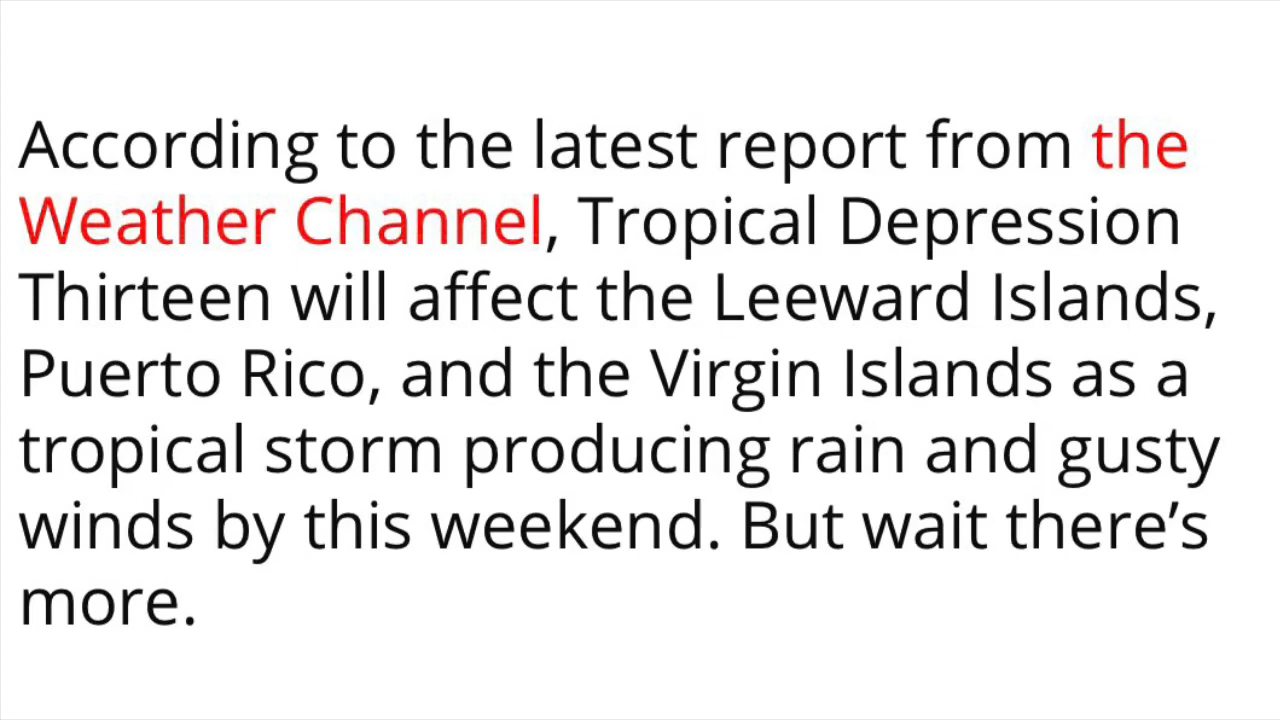 According to the latest report from the
Weather Channel, Tropical Depression
Thirteen will affect the Leeward Islands,
Puerto Rico, and the Virgin Islands as a
tropical storm producing rain and gusty
winds by this weekend. But wait there’s
more.